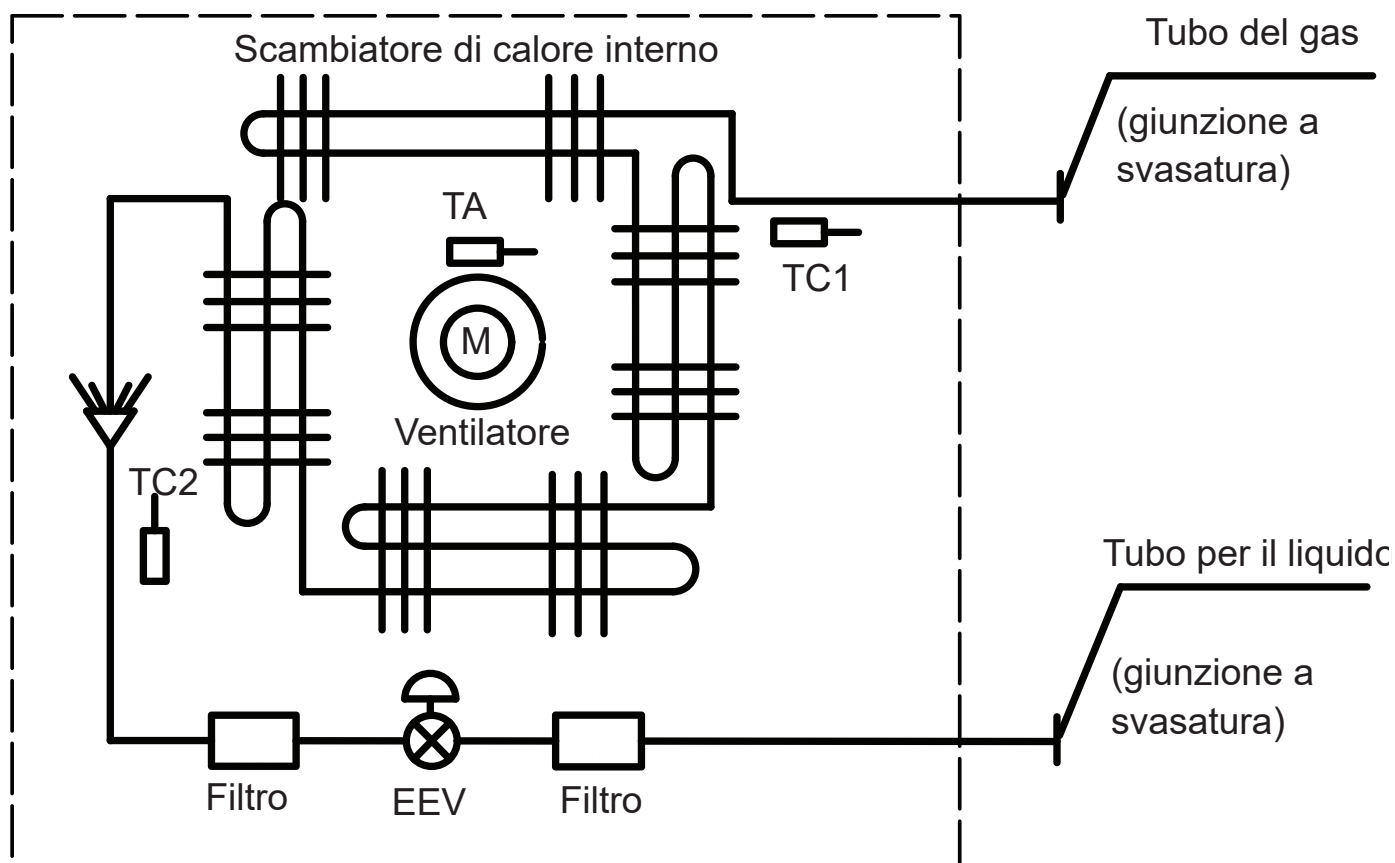 Tubo del gas
Scambiatore di calore interno
(giunzione a
svasatura)
TA
TC1
M
Ventilatore
TC2
Tubo per il liquido
(giunzione a
svasatura)
Filtro
EEV
Filtro